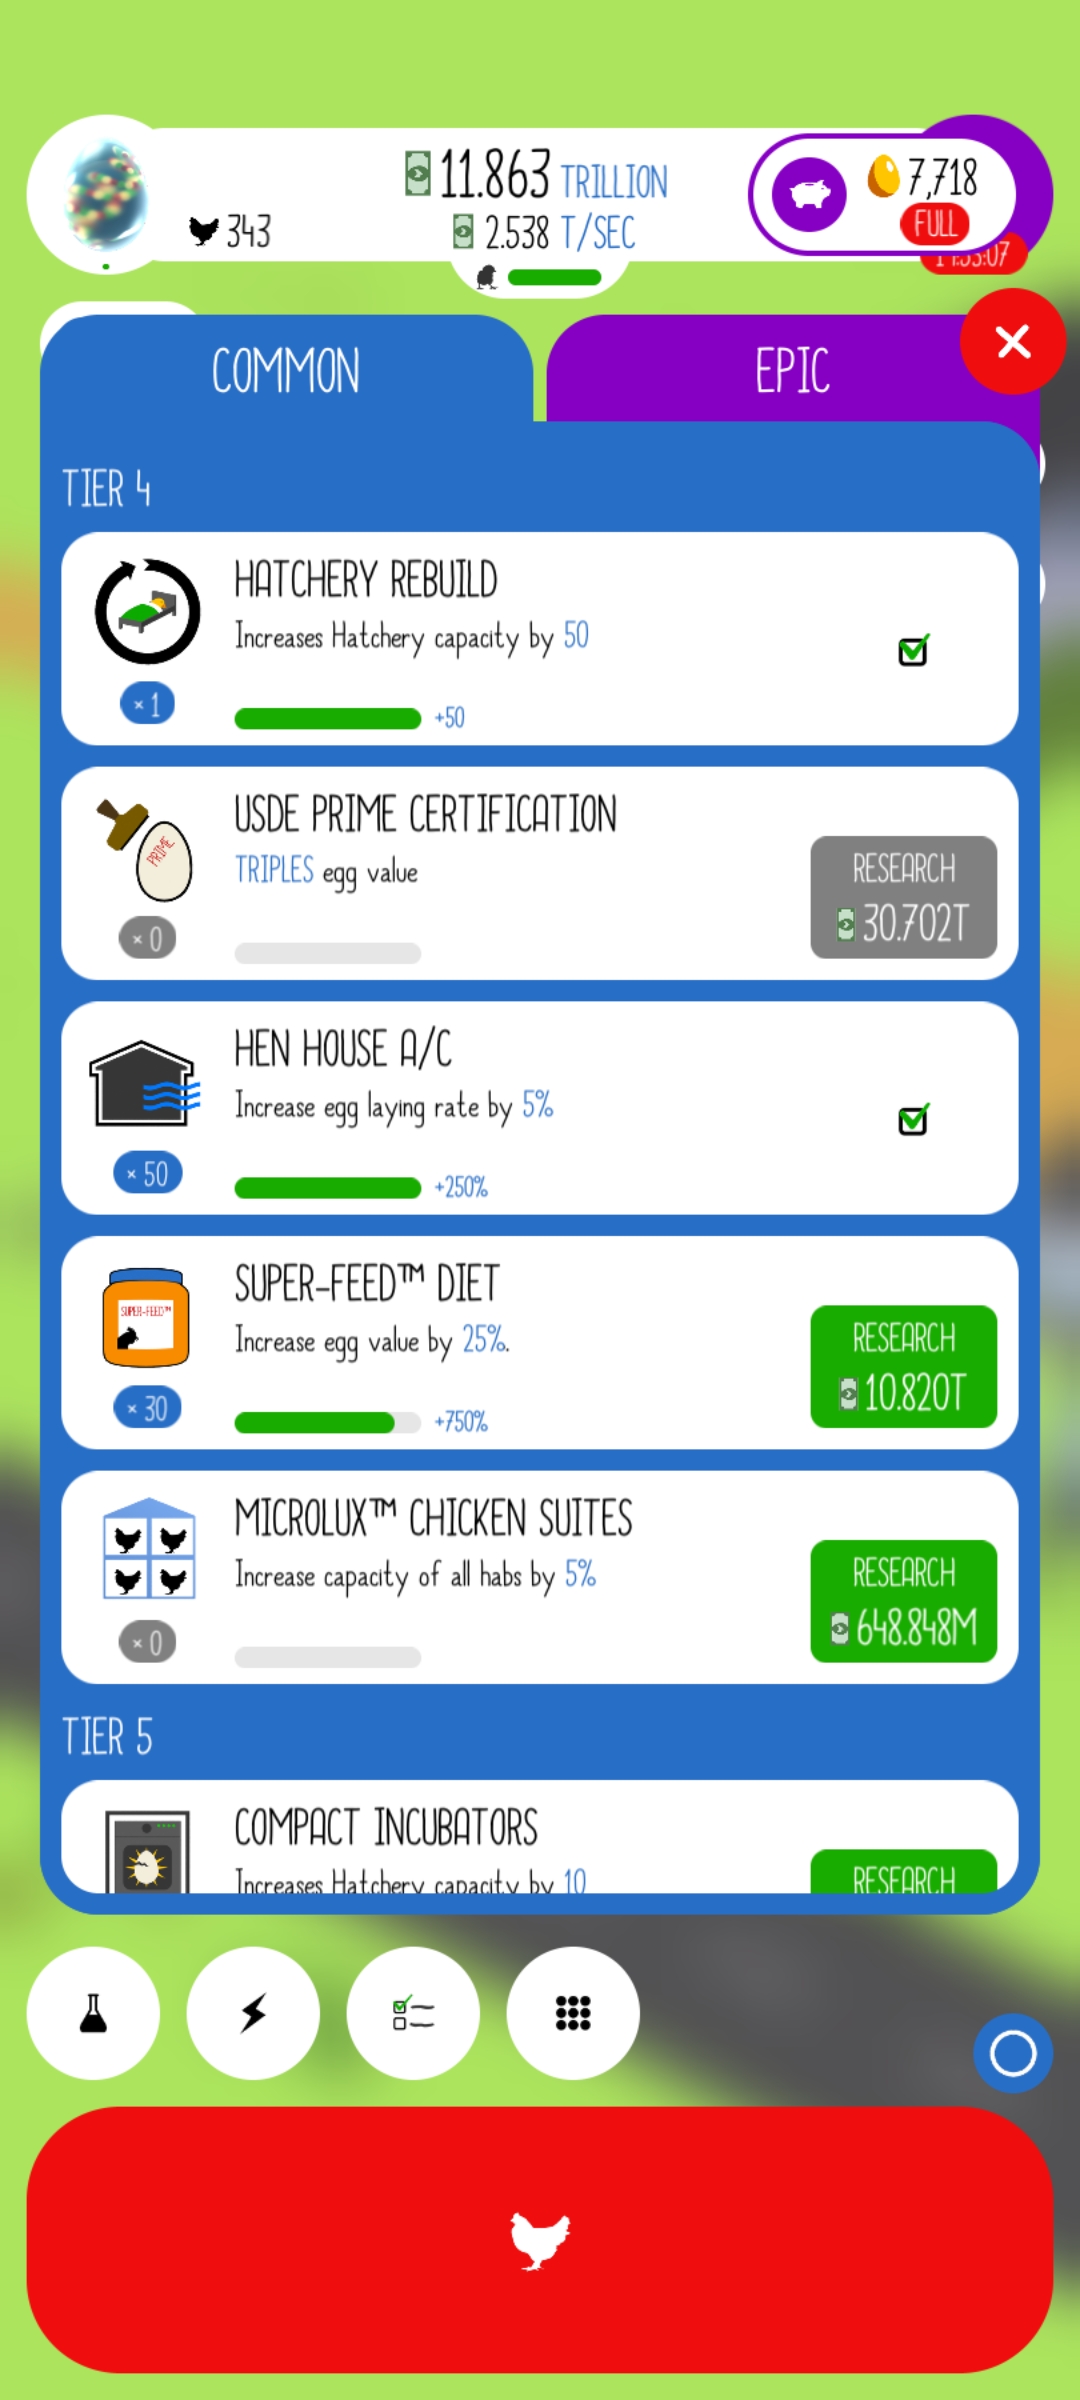 11.863 TRILLION
343
2.538 T/SEC
7,718
FULL
COMMON
EPIC
TIER 4
HATCHERY REBUILD
Increases Hatchery capacity by 50
× 1
+50
USDE PRIME CERTIFICATION
TRIPLES egg value
PRIME
× 0
RESEARCH
30.702T
HEN HOUSE A/C
Increase egg laying rate by 5%
× 50
+250%
SUPER-FEED™ DIET
Increase egg value by 25%.
SUPER-FEED™
× 30
+750%
RESEARCH
10.820T
MICROLUX™ CHICKEN SUITES
Increase capacity of all habs by 5%
× 0
RESEARCH
648.848M
TIER 5
COMPACT INCUBATORS
Increases Hatchery capacity by 10
RESEARCH